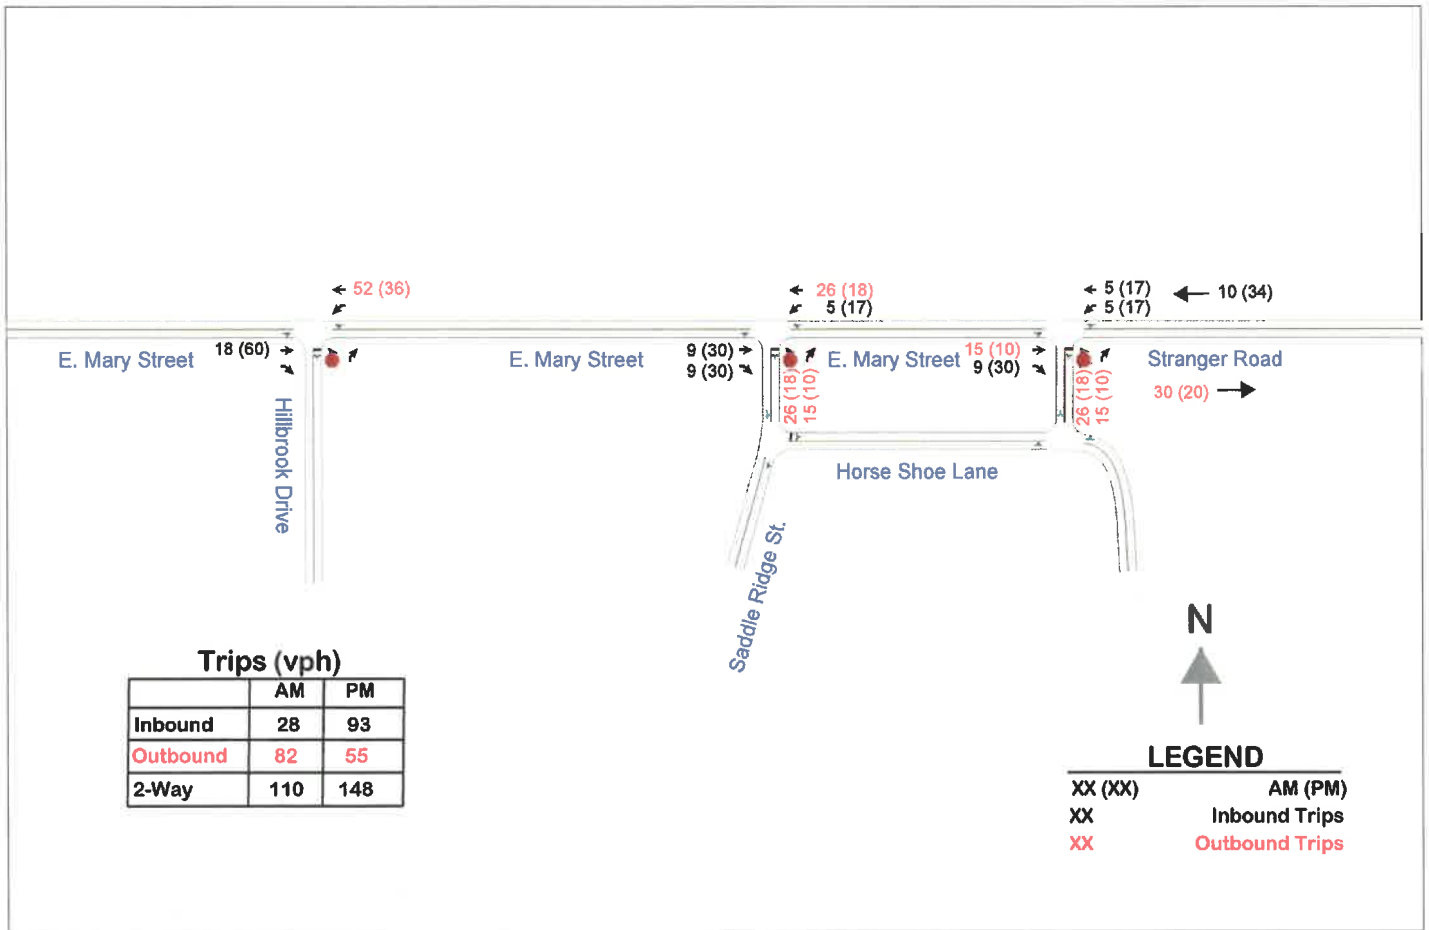 52 (36)
26 (18)
5 (17)
5 (17)
5 (17)
10 (34)
18 (60)
E. Mary Street
E. Mary Street
9 (30)
9 (30)
E. Mary Street
15 (10)
9 (30)
Stranger Road
30 (20)
26 (18)
15 (10)
26 (18)
15 (10)
Hillbrook Drive
Horse Shoe Lane
Saddle Ridge St.
N
Trips (vph)
AM PM
Inbound 28 93
Outbound 82 55
2-Way 110 148
LEGEND
XX (XX) AM (PM)
XX Inbound Trips
XX Outbound Trips